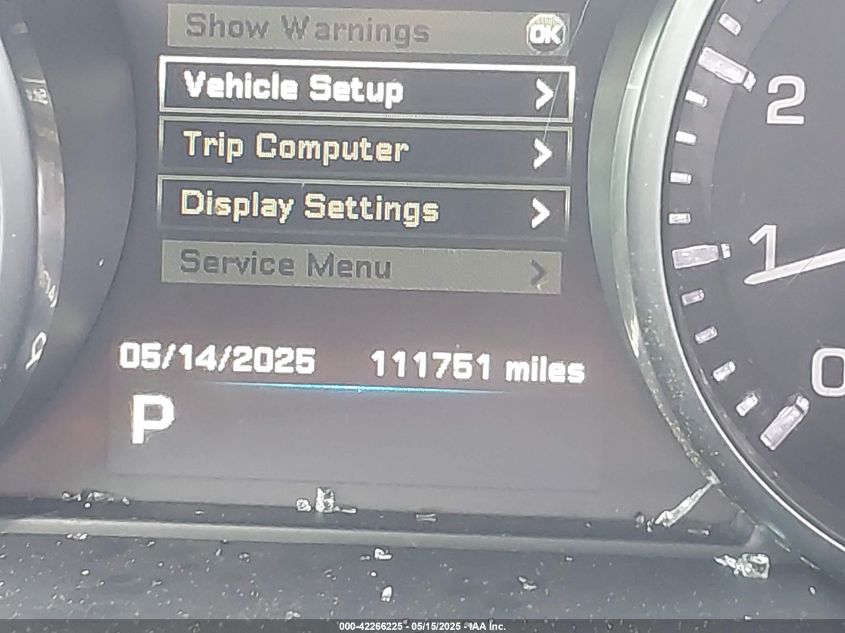 Show Warnings OK
Vehicle Setup
Trip Computer
Display Settings
Service Menu
05/14/2025 111751 miles
P
2
1
0
000-42266225 - 05/15/2025 - IAA Inc.